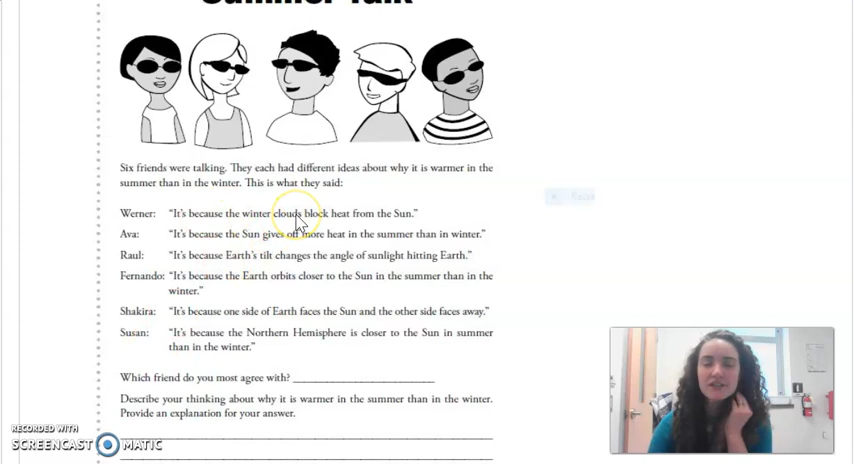 Summer Talk
Six friends were talking. They each had different ideas about why it is warmer in the
summer than in the winter. This is what they said:
Werner: “It’s because the winter clouds block heat from the Sun.”
Ava: “It’s because the Sun gives off more heat in the summer than in winter.”
Raul: “It’s because Earth’s tilt changes the angle of sunlight hitting Earth.”
Fernando: “It’s because the Earth orbits closer to the Sun in the summer than in the
winter.”
Shakira: “It’s because one side of Earth faces the Sun and the other side faces away.”
Susan: “It’s because the Northern Hemisphere is closer to the Sun in summer
than in the winter.”
Which friend do you most agree with?
Describe your thinking about why it is warmer in the summer than in the winter.
Provide an explanation for your answer.
RECORDED WITH
SCREENCAST MATIC